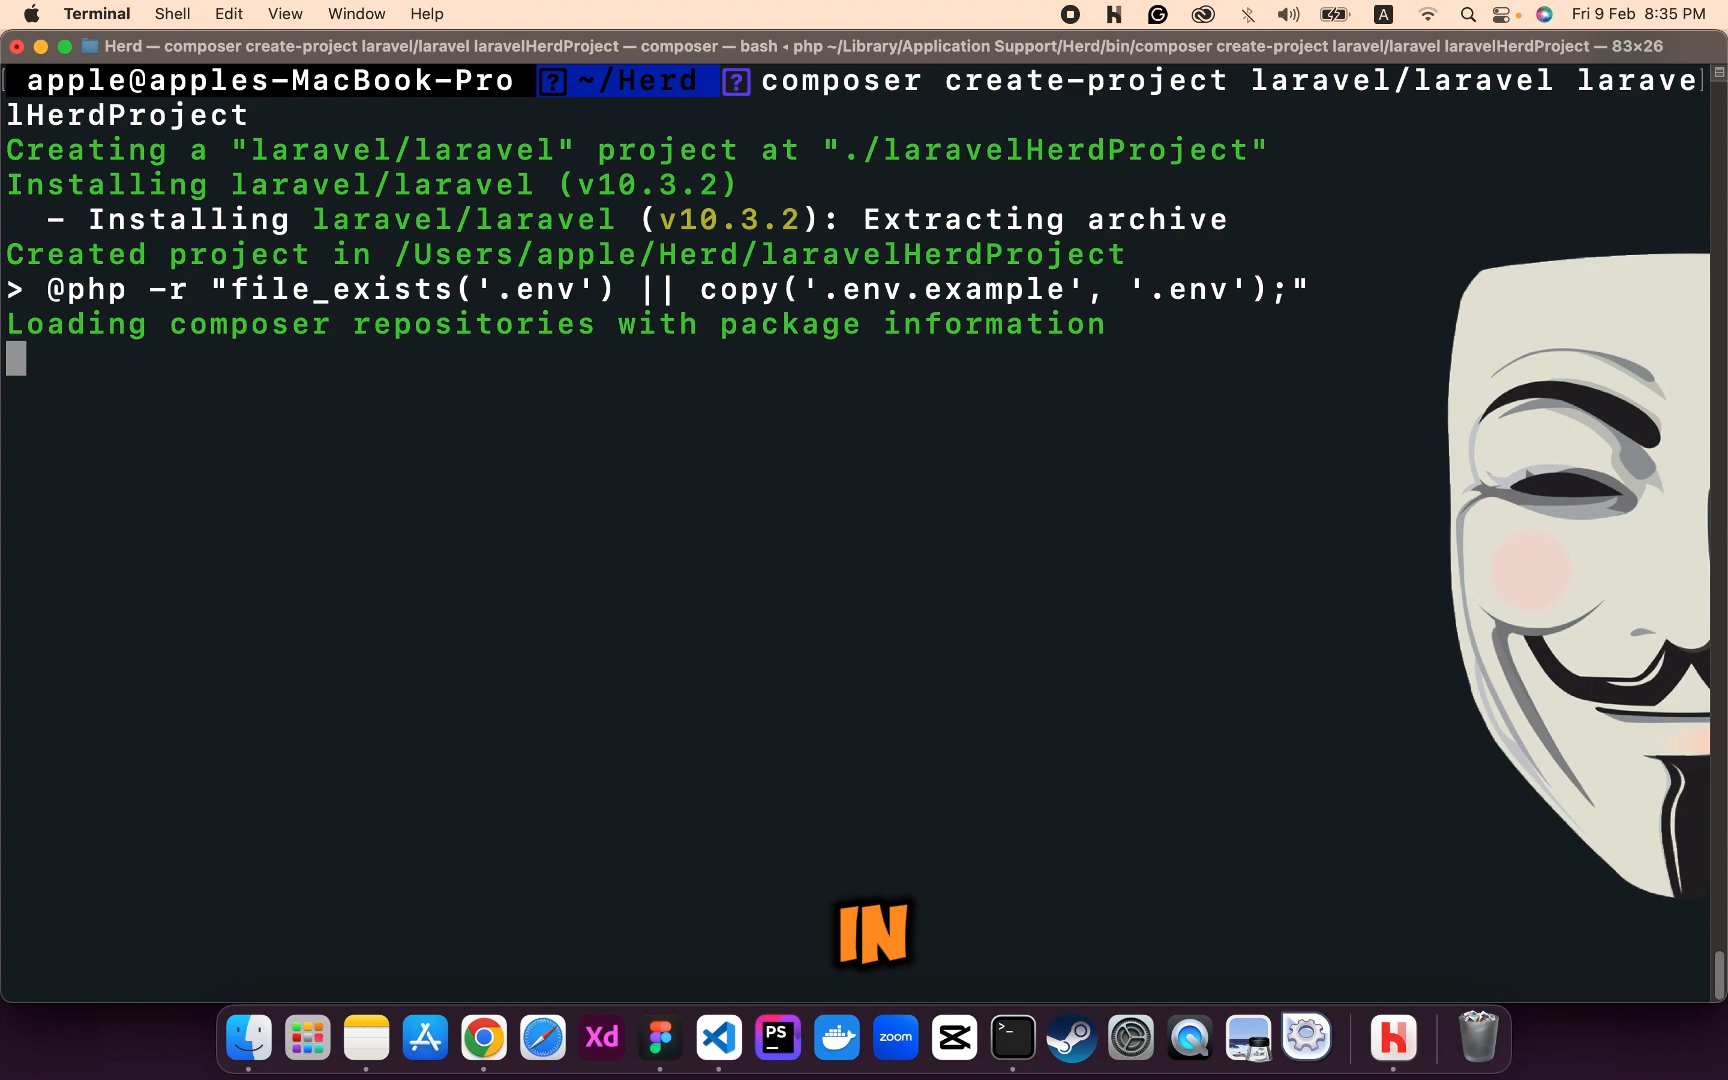 Terminal Shell Edit View Window Help A Fri 9 Feb 8:35 PM
Herd — composer create-project laravel/laravel laravelHerdProject — composer — bash ◂ php ~/Library/Application Support/Herd/bin/composer create-project laravel/laravel laravelHerdProject — 83×26
apple@apples-MacBook-Pro ? ~/Herd ? composer create-project laravel/laravel larave
lHerdProject
Creating a "laravel/laravel" project at "./laravelHerdProject"
Installing laravel/laravel (v10.3.2)
- Installing laravel/laravel (v10.3.2): Extracting archive
Created project in /Users/apple/Herd/laravelHerdProject
> @php -r "file_exists('.env') || copy('.env.example', '.env');"
Loading composer repositories with package information
IN
Xd PS zoom >_